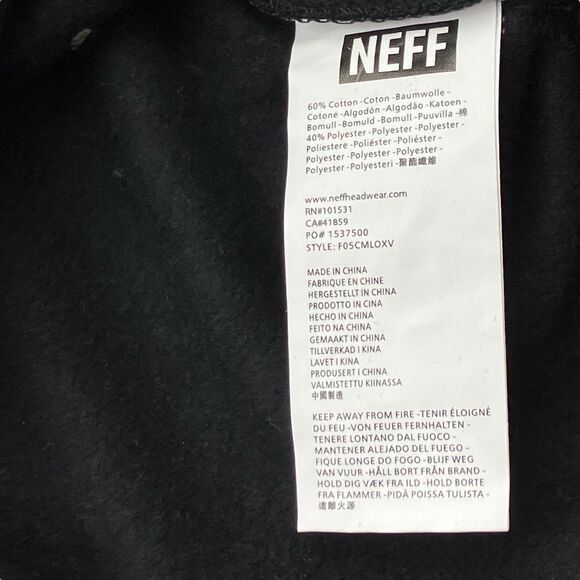 NEFF
60% Cotton -Coton -Baumwolle -
Cotone -Algodón -Algodão -Katoen -
Bomull -Bomuld -Bomull -Puuvilla -棉
40% Polyester -Polyester -Polyester -
Poliestere -Poliéster -Poliéster -
Polyester -Polyester -Polyester -
Polyester -Polyesteri -聚酯纖維
www.neffheadwear.com
RN#101531
CA#41859
PO# 1537500
STYLE: F0SCMLOXV
MADE IN CHINA
FABRIQUE EN CHINE
HERGESTELLT IN CHINA
PRODOTTO IN CINA
HECHO IN CHINA
FEITO NA CHINA
GEMAAKT IN CHINA
TILLVERKAD I KINA
LAVET I KINA
PRODUSERT I CHINA
VALMISTETTU KIINASSA
中國製造
KEEP AWAY FROM FIRE -TENIR ÉLOIGNÉ
DU FEU -VON FEUER FERNHALTEN -
TENERE LONTANO DAL FUOCO -
MANTENER ALEJADO DEL FUEGO -
FIQUE LONGE DO FOGO -BLIJF WEG
VAN VUUR -HÅLL BORT FRÅN BRAND -
HOLD DIG VÆK FRA ILD -HOLD BORTE
FRA FLAMMER -PIDÄ POISSA TULISTA -
遠離火源